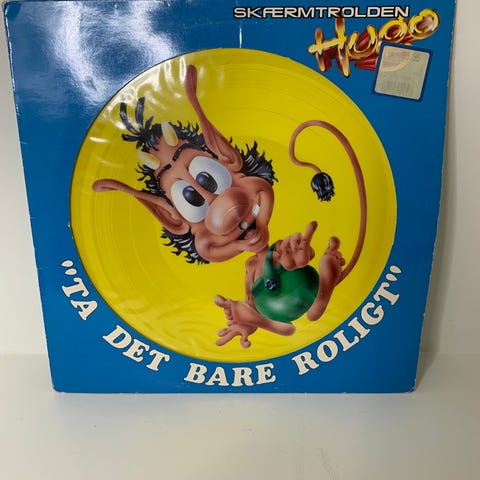 SKÆRMTROLDEN
Hugo
"TA DET BARE ROLIGT"